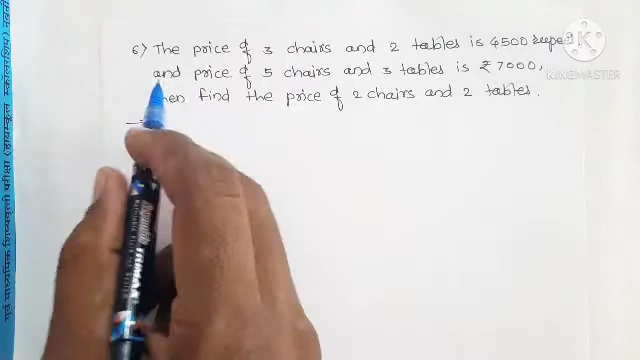 6) The price of 3 chairs and 2 tables is 4500 rupees
and price of 5 chairs and 3 tables is ₹ 7000,
then find the price of 2 chairs and 2 tables.
KINEMASTER